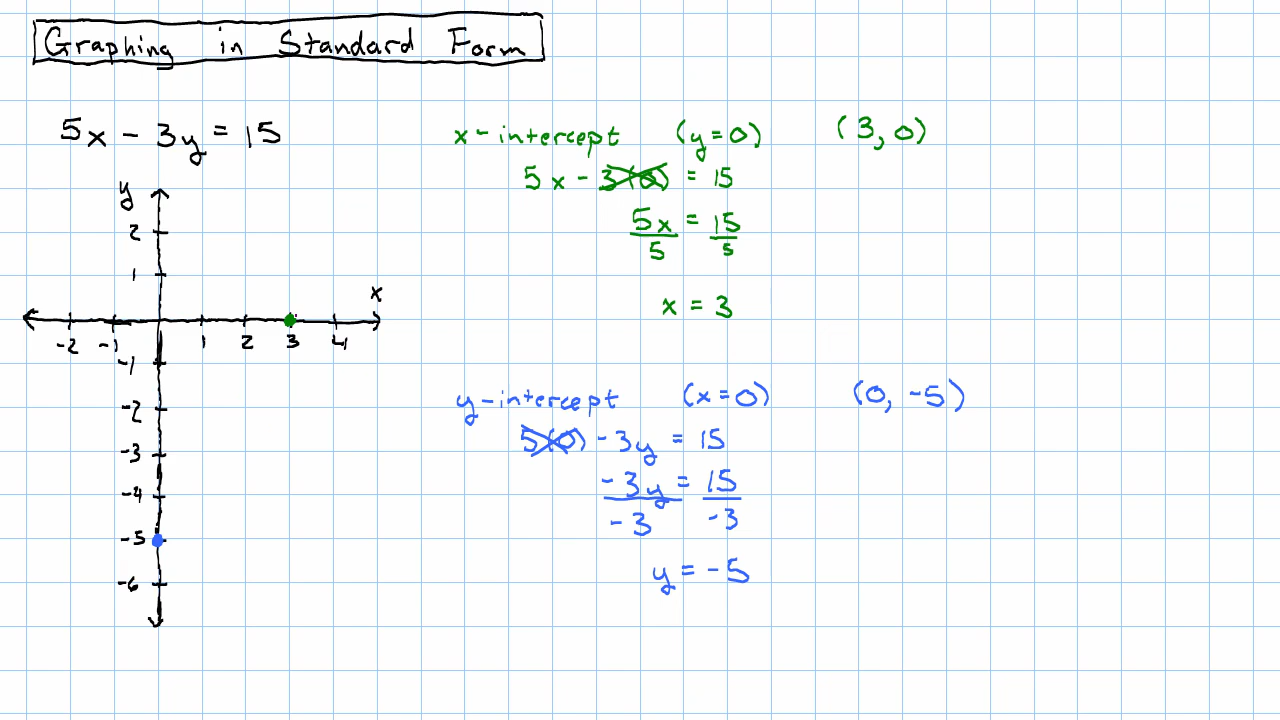 Graphing in Standard Form
5x - 3y = 15
x-intercept (y=0) (3, 0)
5x - 3(0) = 15
5x = 15
5 5
x = 3
y-intercept (x=0) (0, -5)
5(0) - 3y = 15
-3y = 15
-3 -3
y = -5
y
2
1
x
-2 -1 1 2 3 4
-1
-2
-3
-4
-5
-6